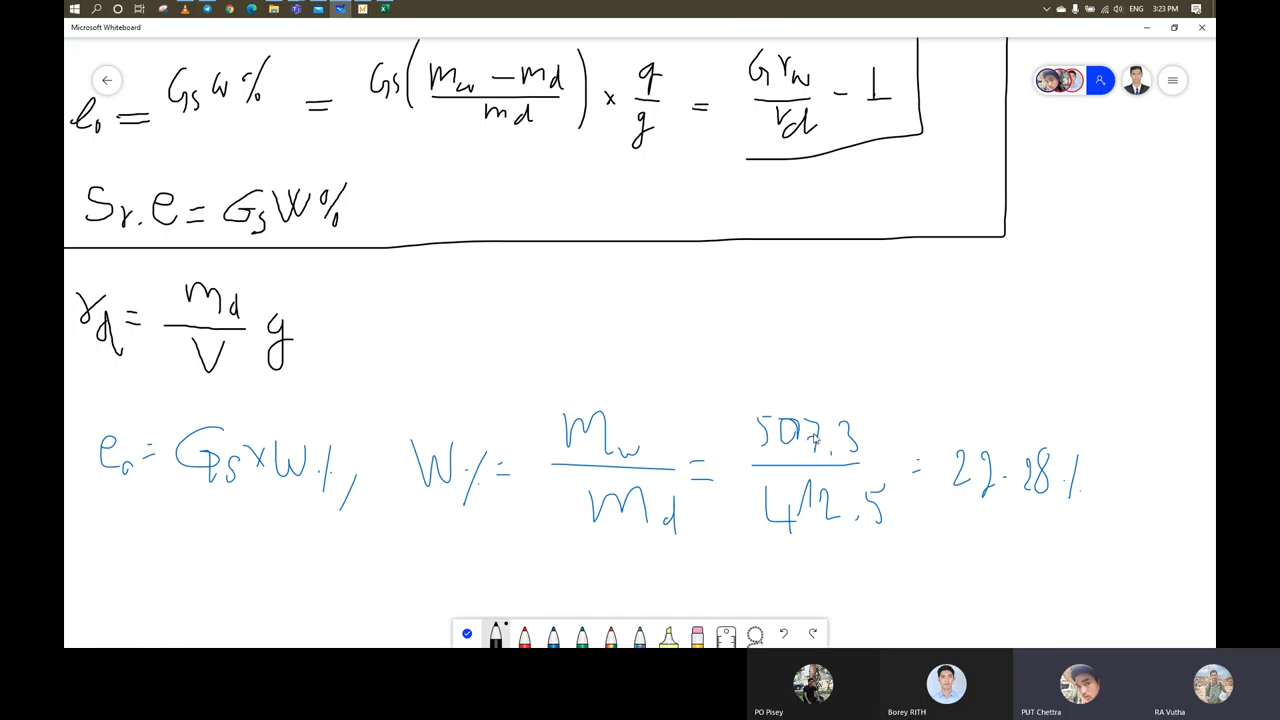 ENG 3:23 PM
Microsoft Whiteboard
e₀ = Gs w % = Gs ( mw - md / md ) × g / g = G γw / γd - 1
Sr. e = Gs W %
γd = md / V g
e₀ = Gs × W %, W % = Mw / Md = 507.3 / 412.5 = 22.28 %
PO Pisey Borey RITH PUT Chettra RA Vutha